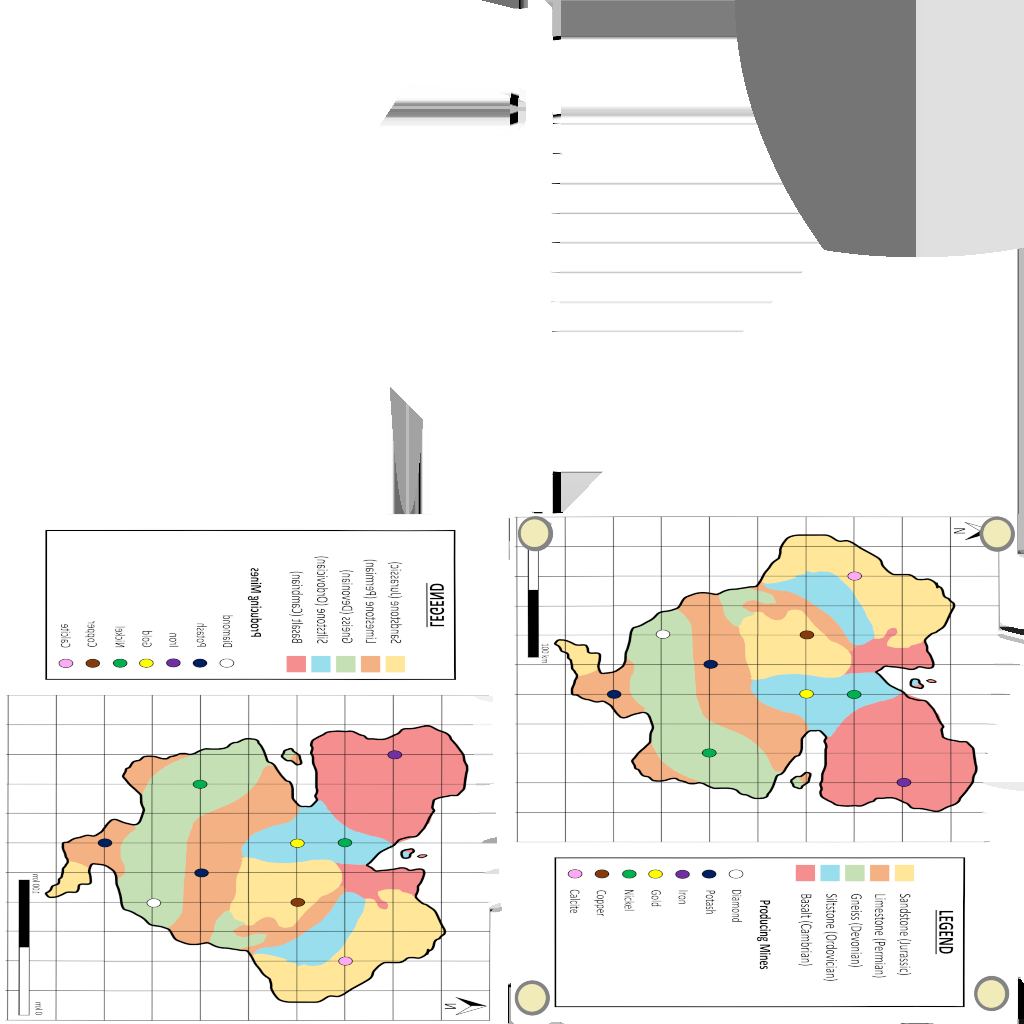 LEGEND
Sandstone (Jurassic)
Limestone (Permian)
Gneiss (Devonian)
Siltstone (Ordovician)
Basalt (Cambrian)
Producing Mines
Diamond
Potash
Iron
Gold
Nickel
Copper
Calcite
N
100 km
0 km
LEGEND
Sandstone (Jurassic)
Limestone (Permian)
Gneiss (Devonian)
Siltstone (Ordovician)
Basalt (Cambrian)
Producing Mines
Diamond
Potash
Iron
Gold
Nickel
Copper
Calcite
N
100 km